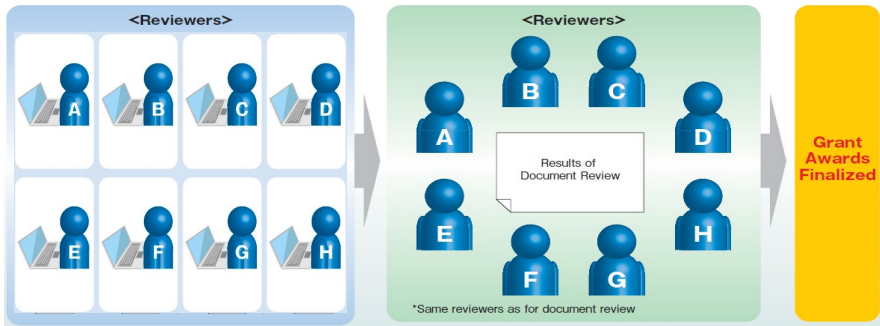 <Reviewers>
A
B
C
D
E
F
G
H
<Reviewers>
B
C
A
D
Results of
Document Review
E
H
F
G
*Same reviewers as for document review
Grant
Awards
Finalized